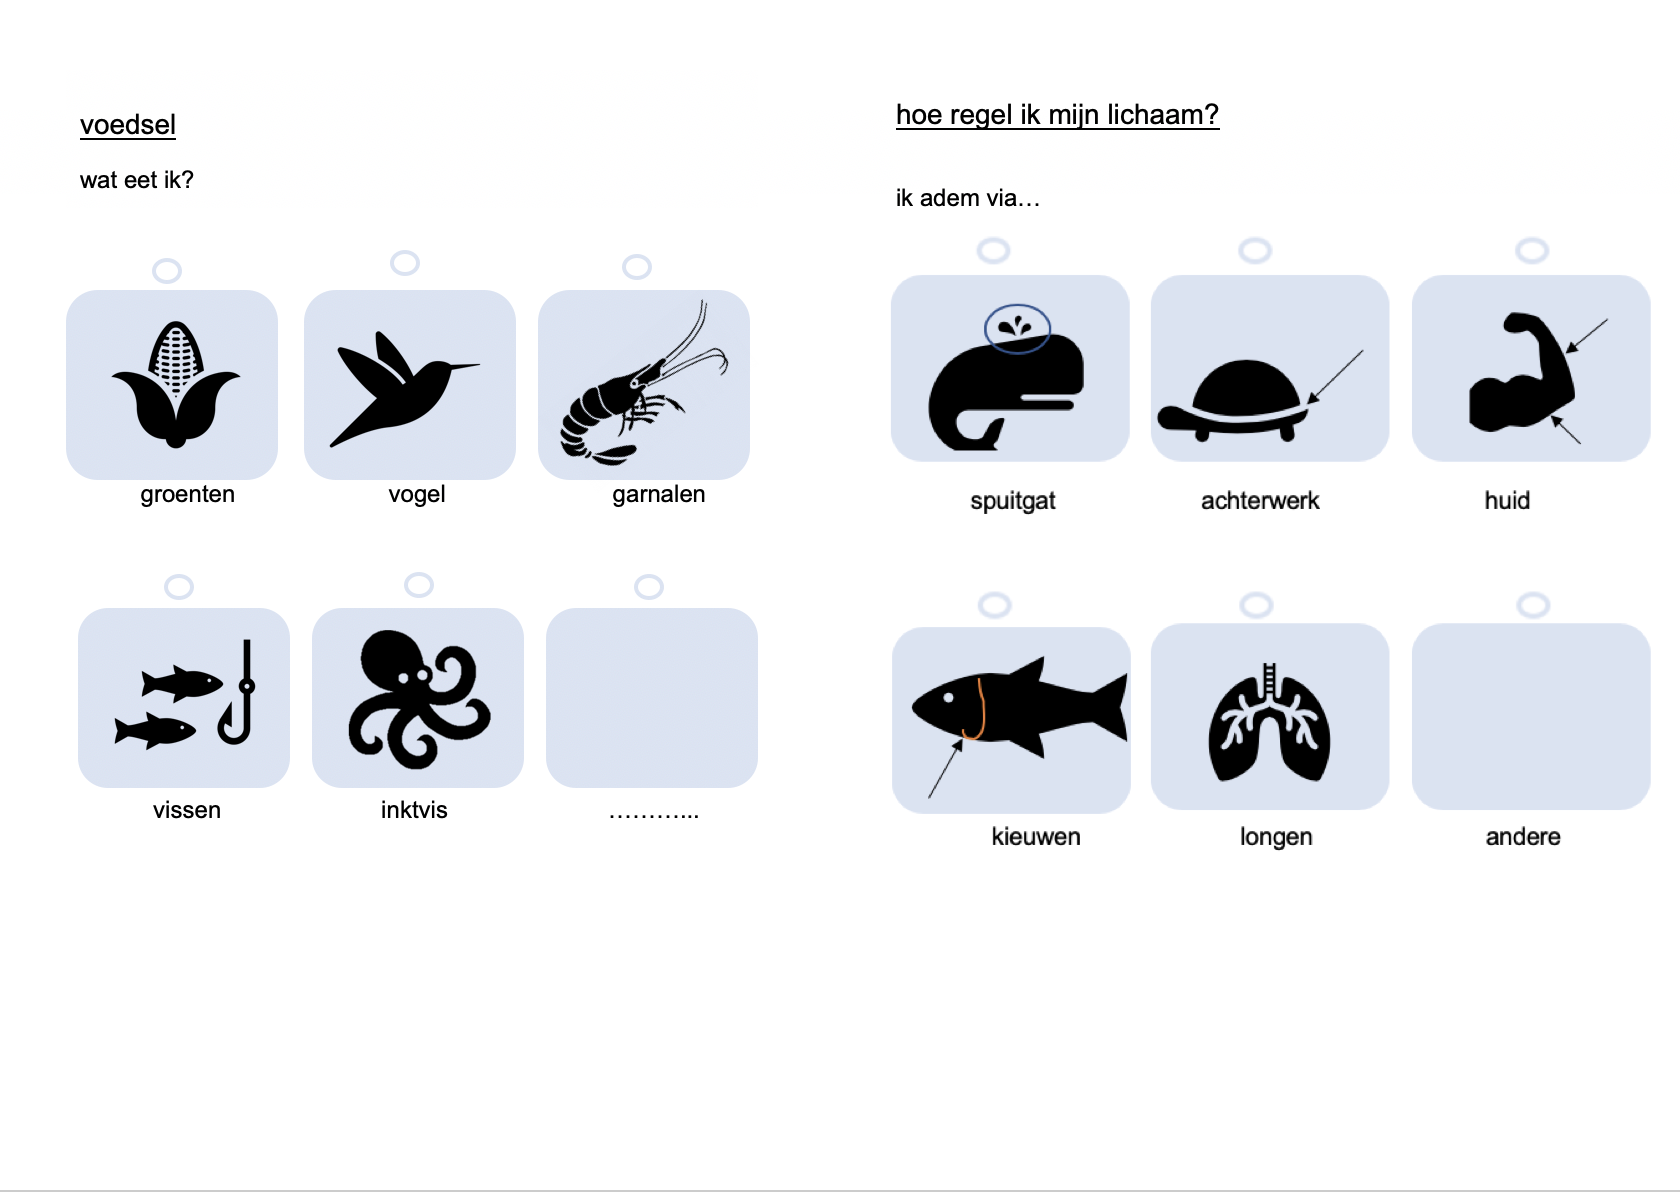 voedsel
wat eet ik?
groenten
vogel
garnalen
vissen
inktvis
………...
hoe regel ik mijn lichaam?
ik adem via…
spuitgat
achterwerk
huid
kieuwen
longen
andere